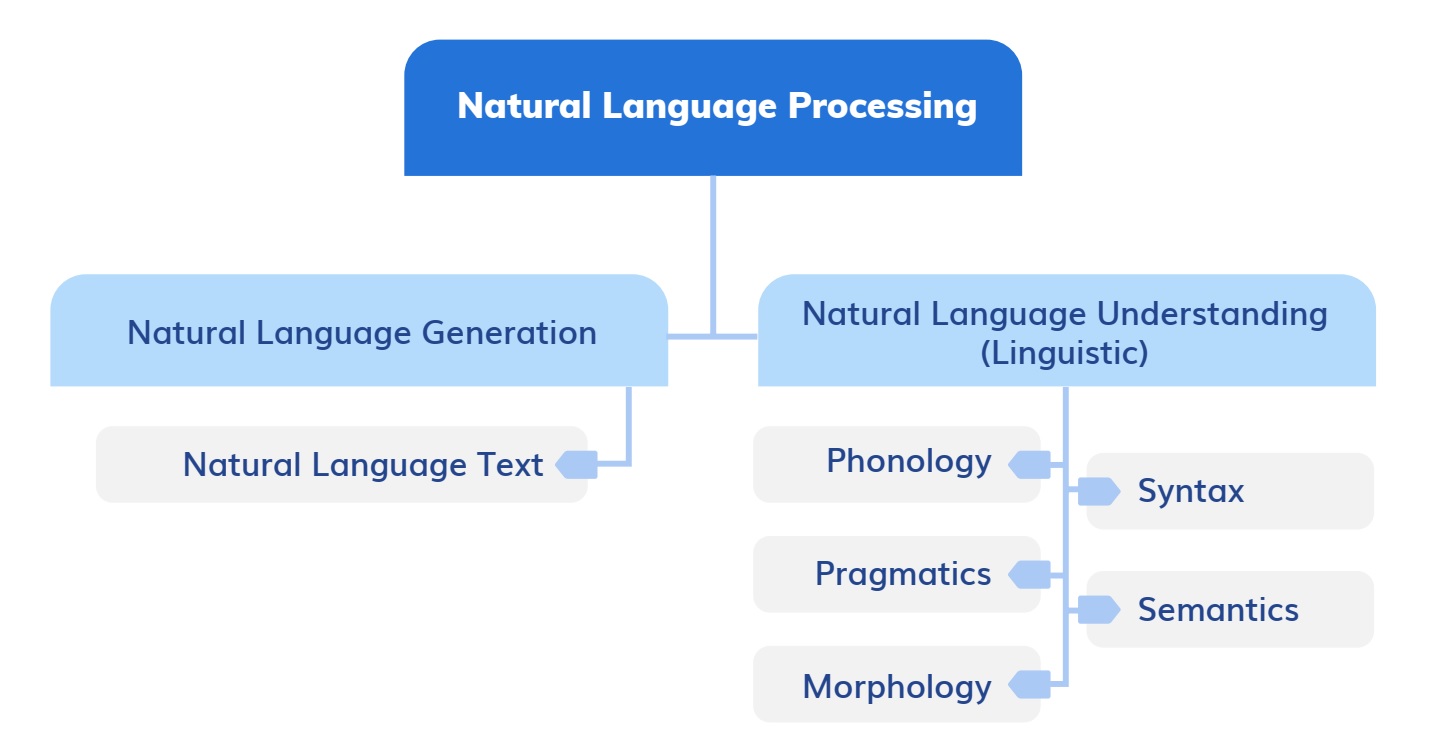 Natural Language Processing
Natural Language Generation
Natural Language Understanding
(Linguistic)
Natural Language Text
Phonology
Syntax
Pragmatics
Semantics
Morphology